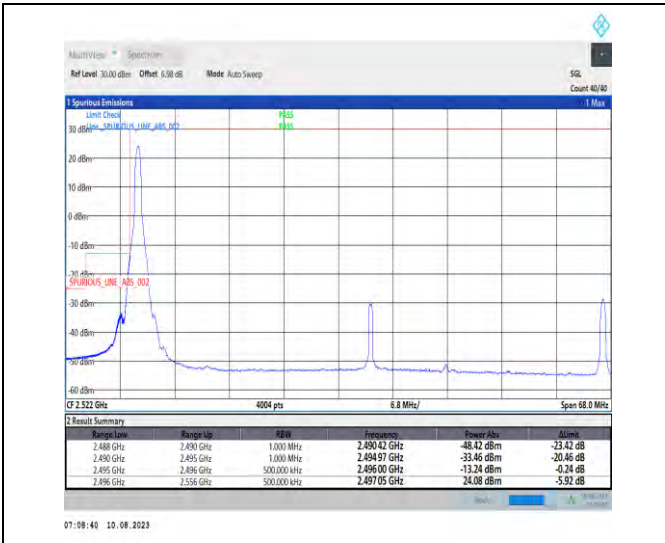 MultiView Spectrum
Ref Level 30.00 dBm Offset 6.98 dB Mode Auto Sweep SGL
Count 40/40
1 Spurious Emissions 1 Max
Limit Check PASS
Line _SPURIOUS_LINE_ABS_002 PASS
30 dBm
20 dBm
10 dBm
0 dBm
-10 dBm
-20 dBm
SPURIOUS_LINE_ABS_002
-30 dBm
-40 dBm
-50 dBm
-60 dBm
CF 2.522 GHz 4004 pts 6.8 MHz/ Span 68.0 MHz
2 Result Summary
Range Low Range Up RBW Frequency Power Abs ΔLimit
2.488 GHz 2.490 GHz 1.000 MHz 2.490 42 GHz -48.42 dBm -23.42 dB
2.490 GHz 2.495 GHz 1.000 MHz 2.494 97 GHz -33.46 dBm -20.46 dB
2.495 GHz 2.496 GHz 500.000 kHz 2.496 00 GHz -13.24 dBm -0.24 dB
2.496 GHz 2.556 GHz 500.000 kHz 2.497 05 GHz 24.08 dBm -5.92 dB
07:08:40 10.08.2023